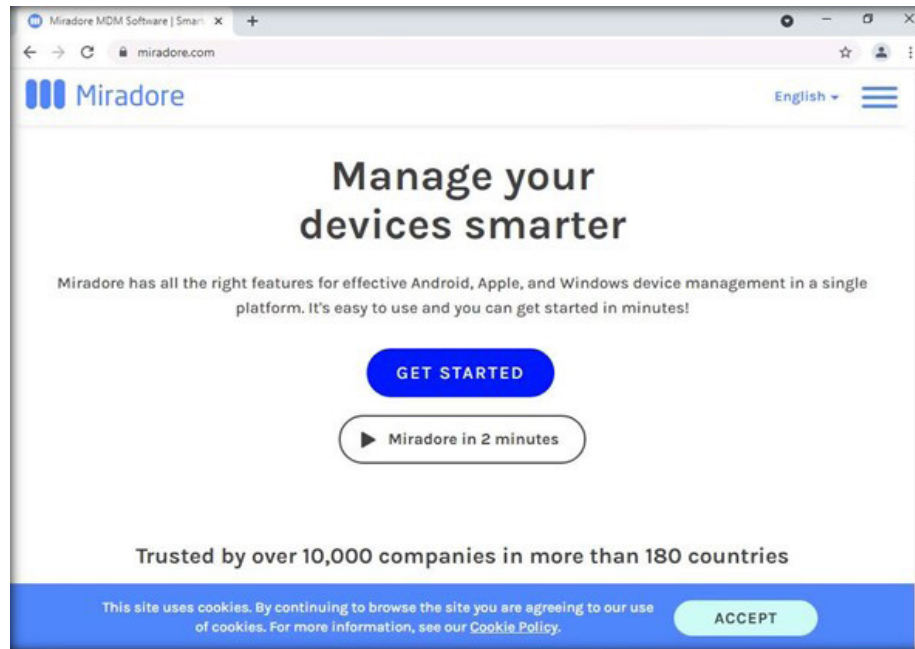 Miradore MDM Software | Smar
miradore.com
Miradore
English
Manage your
devices smarter
Miradore has all the right features for effective Android, Apple, and Windows device management in a single
platform. It's easy to use and you can get started in minutes!
GET STARTED
Miradore in 2 minutes
Trusted by over 10,000 companies in more than 180 countries
This site uses cookies. By continuing to browse the site you are agreeing to our use
of cookies. For more information, see our Cookie Policy.
ACCEPT